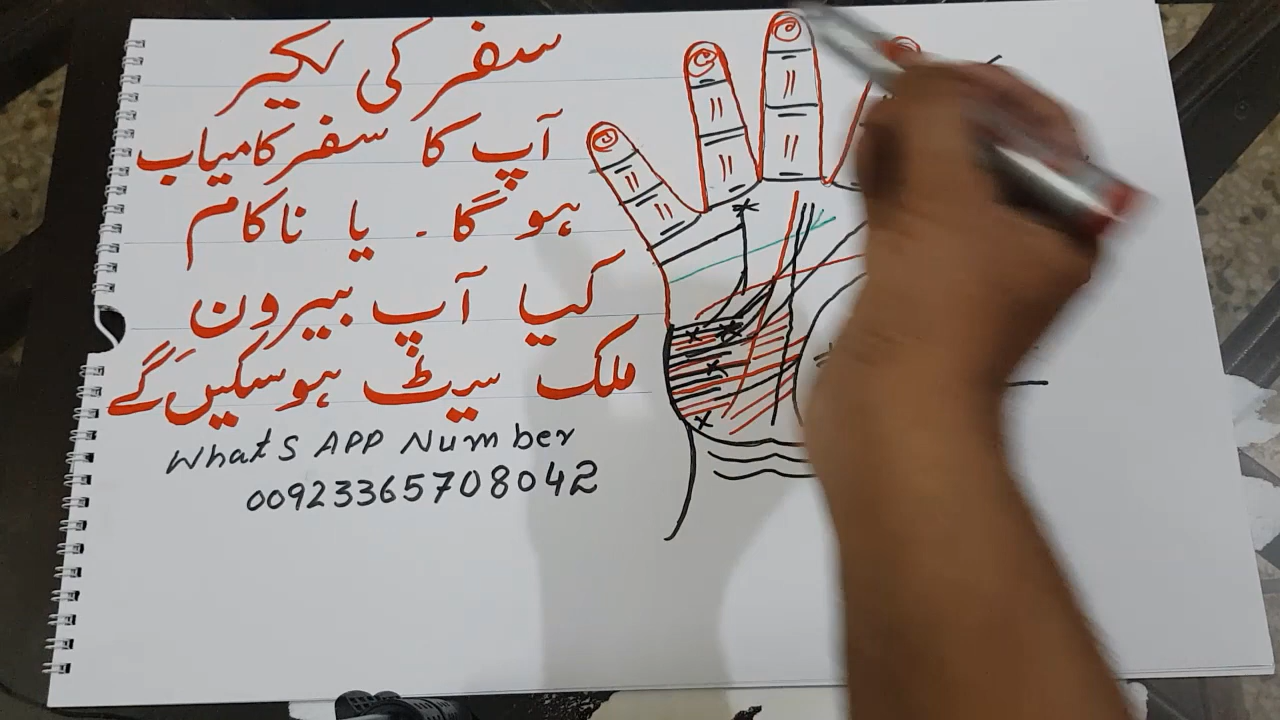 سفر کی لکیر
آپ کا سفر کامیاب
ہو گا ۔ یا ناکام
کیا آپ بیرون
ملک سیٹ ہو سکیں گے
WhatS APP Number
00923365708042